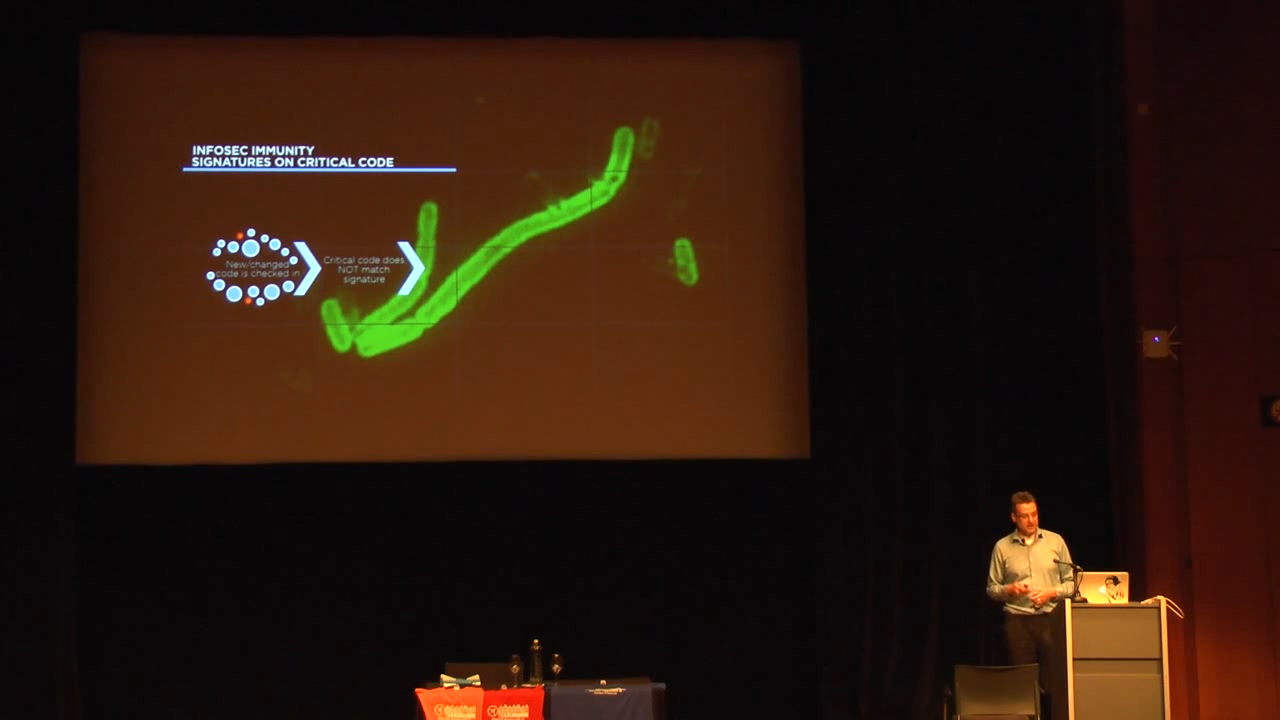 INFOSEC IMMUNITY
SIGNATURES ON CRITICAL CODE
New/changed
code is checked in
Critical code does
NOT match
signature